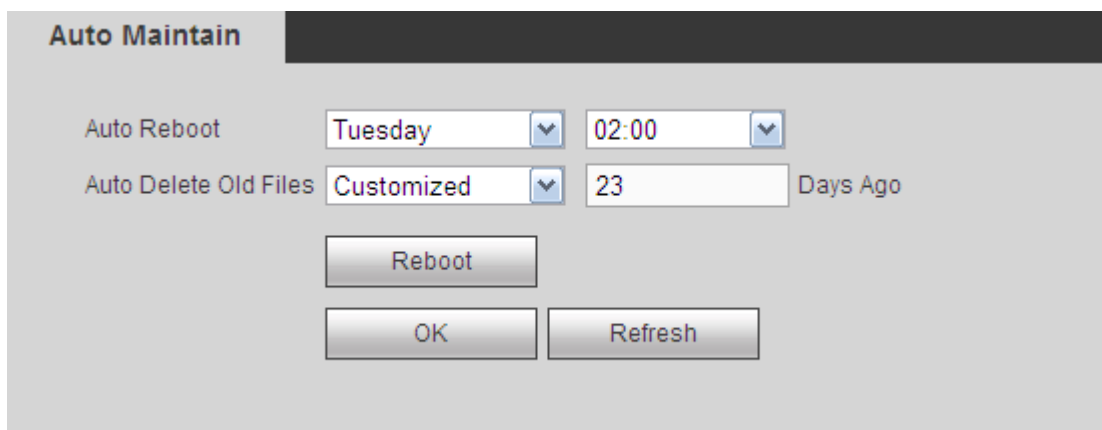 Auto Maintain
Auto Reboot Tuesday 02:00
Auto Delete Old Files Customized 23 Days Ago
Reboot
OK Refresh